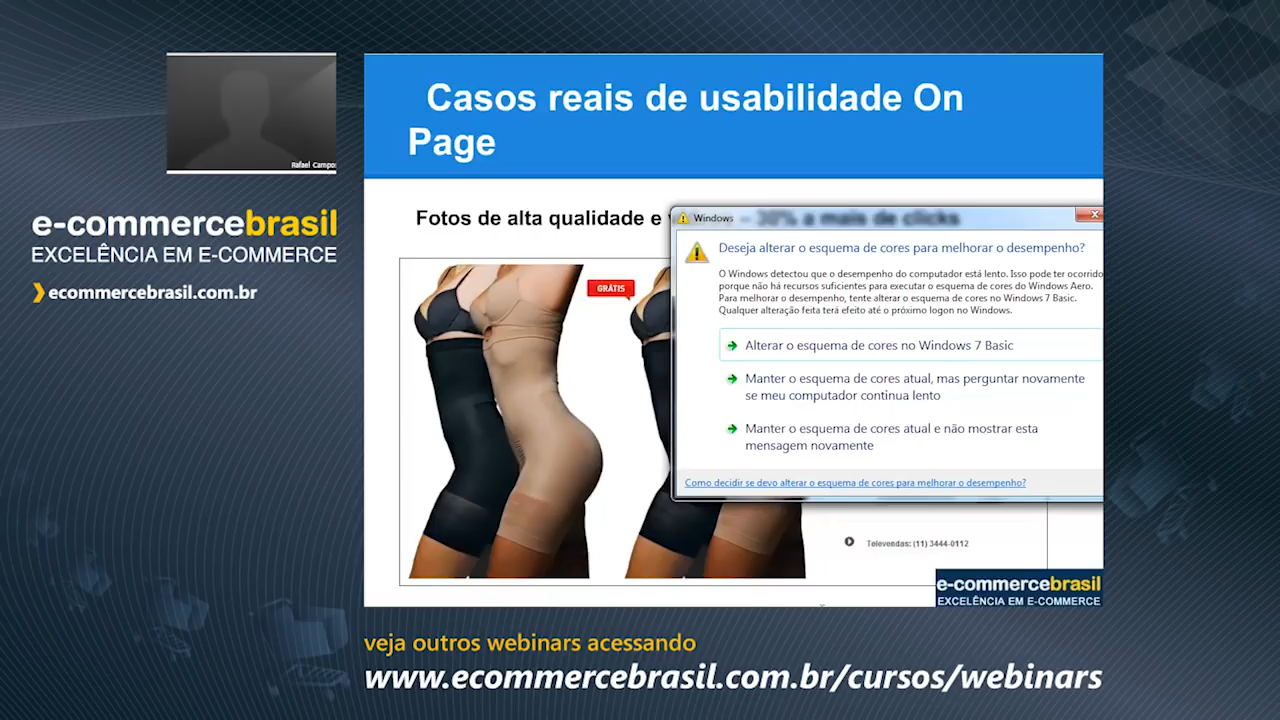 Rafael Campo
e-commercebrasil
EXCELÊNCIA EM E-COMMERCE
ecommercebrasil.com.br
Casos reais de usabilidade On
Page
Fotos de alta qualidade e v – 30% a mais de clicks
GRÁTIS
Windows
Deseja alterar o esquema de cores para melhorar o desempenho?
O Windows detectou que o desempenho do computador está lento. Isso pode ter ocorrido
porque não há recursos suficientes para executar o esquema de cores do Windows Aero.
Para melhorar o desempenho, tente alterar o esquema de cores no Windows 7 Basic.
Qualquer alteração feita terá efeito até o próximo logon no Windows.
Alterar o esquema de cores no Windows 7 Basic
Manter o esquema de cores atual, mas perguntar novamente
se meu computador continua lento
Manter o esquema de cores atual e não mostrar esta
mensagem novamente
Como decidir se devo alterar o esquema de cores para melhorar o desempenho?
Televendas: (11) 3444-0112
e-commercebrasil
EXCELÊNCIA EM E-COMMERCE
veja outros webinars acessando
www.ecommercebrasil.com.br/cursos/webinars